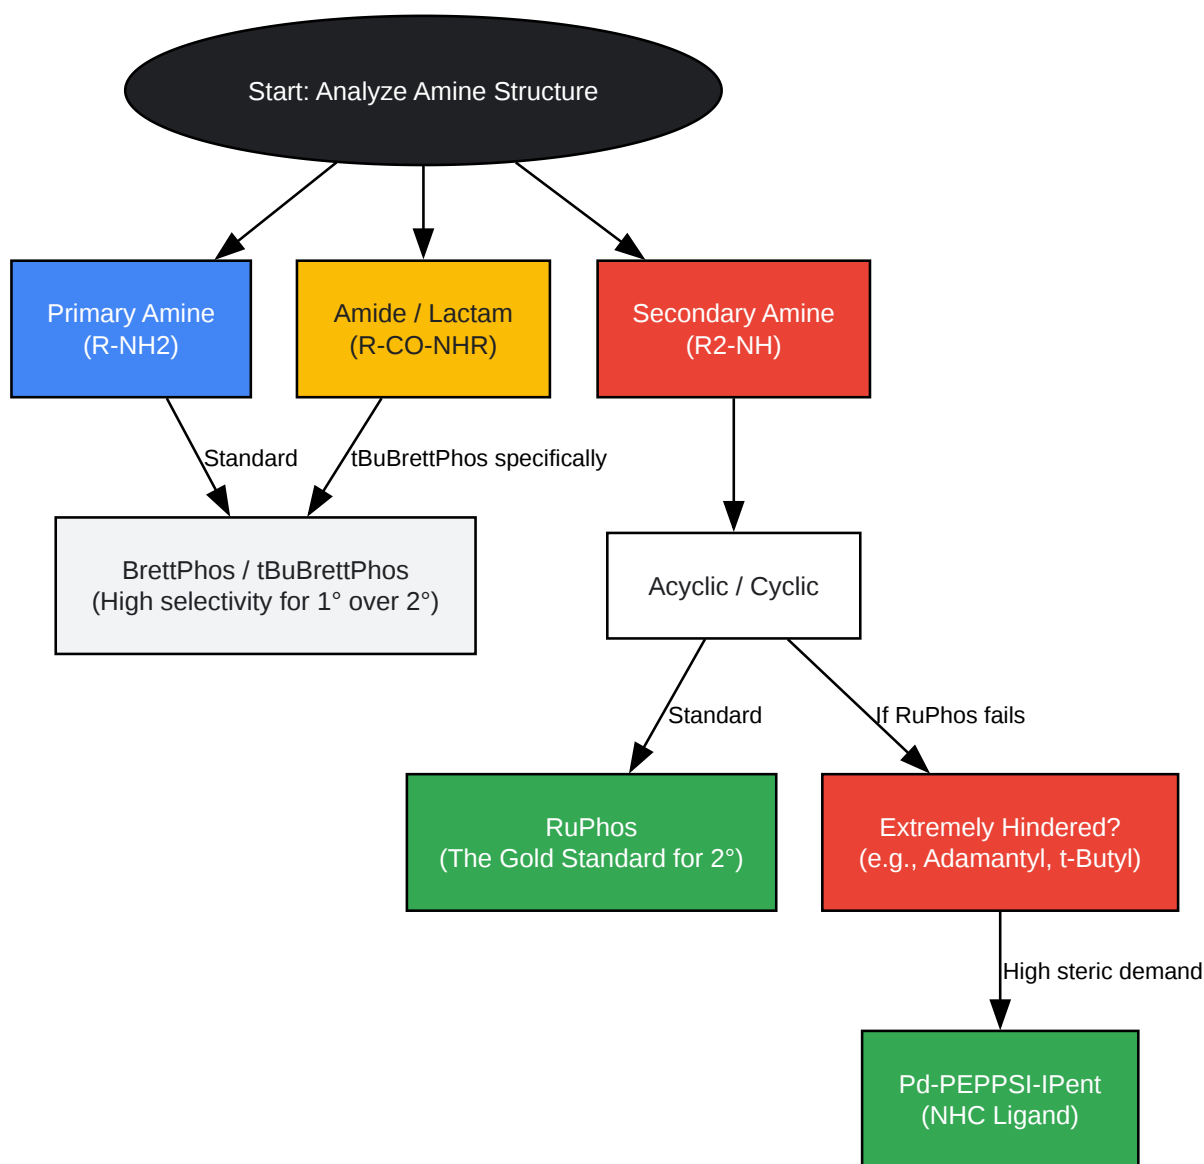 Start: Analyze Amine Structure
Primary Amine
(R-NH2)
Amide / Lactam
(R-CO-NHR)
Secondary Amine
(R2-NH)
Standard
tBuBrettPhos specifically
BrettPhos / tBuBrettPhos
(High selectivity for 1° over 2°)
Acyclic / Cyclic
Standard
If RuPhos fails
RuPhos
(The Gold Standard for 2°)
Extremely Hindered?
(e.g., Adamantyl, t-Butyl)
High steric demand
Pd-PEPPSI-IPent
(NHC Ligand)